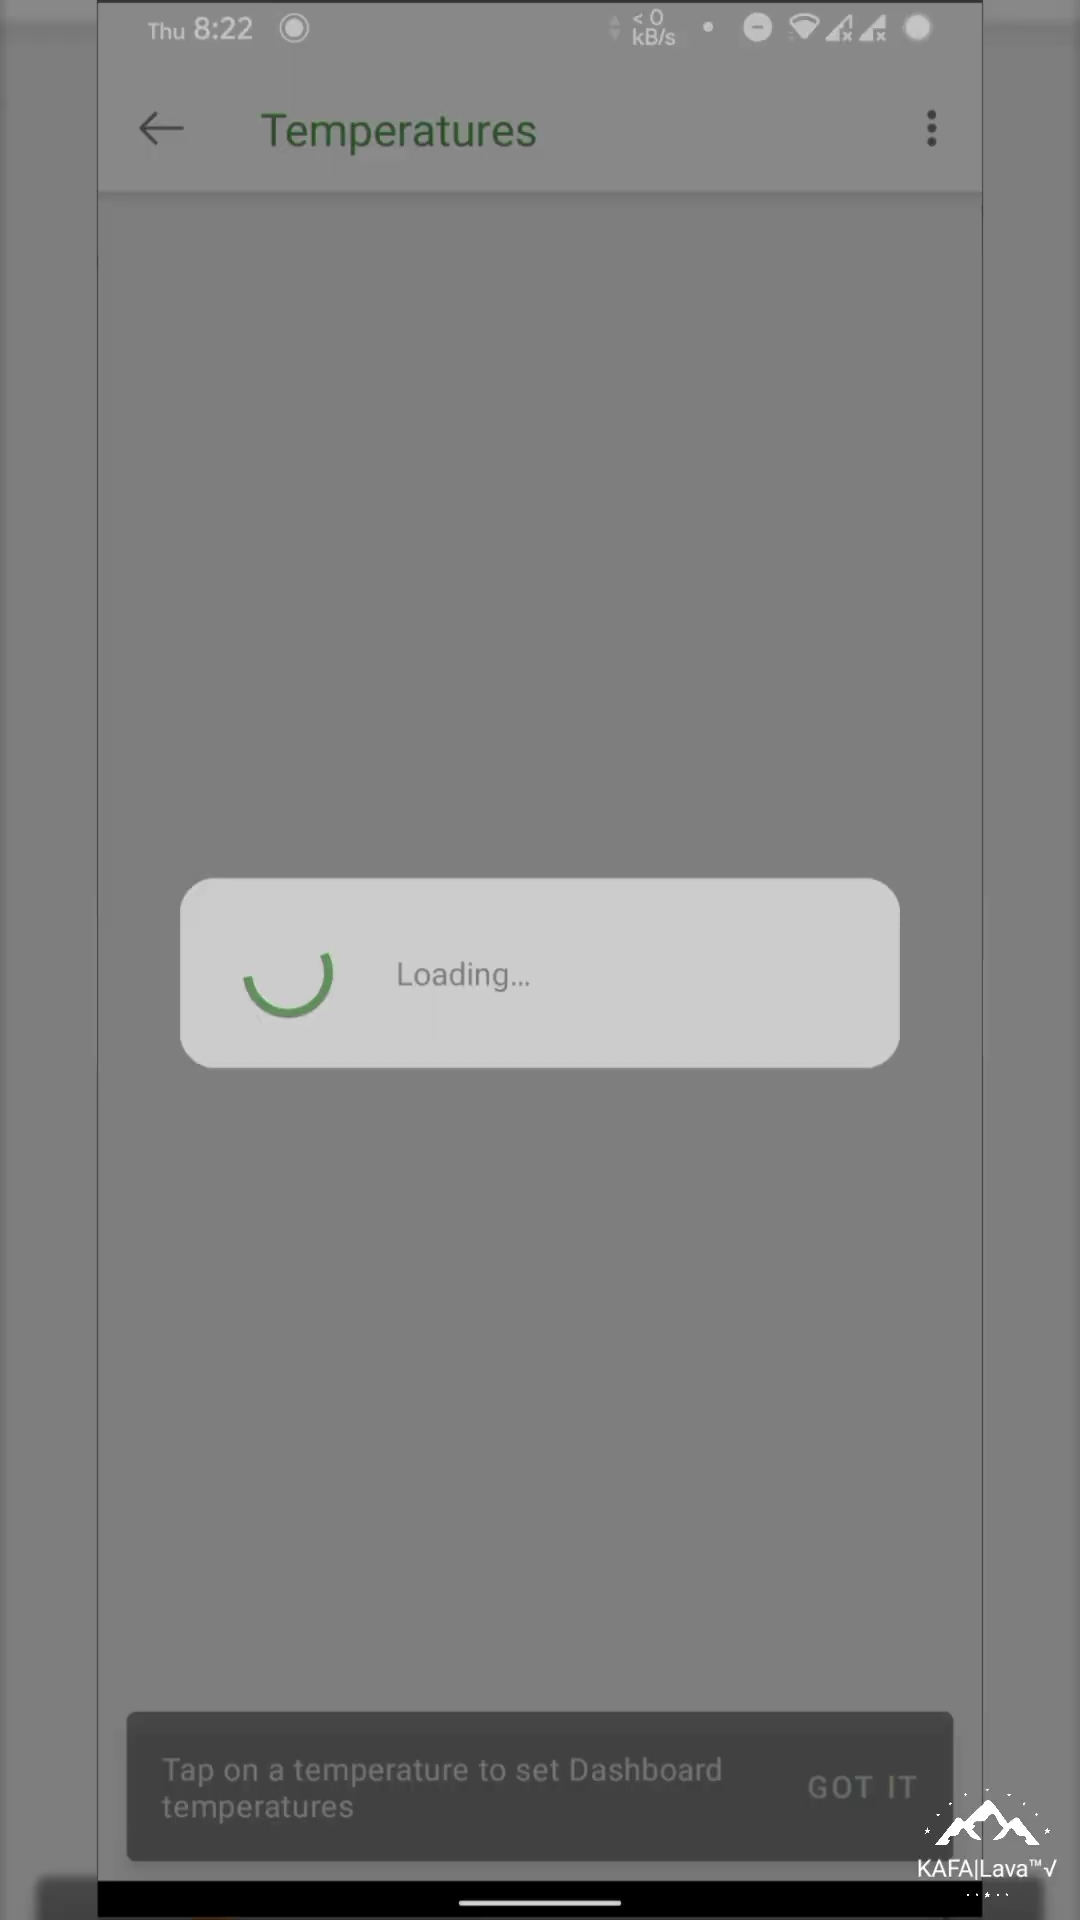 Thu 8:22
< 0
kB/s
Temperatures
Loading...
Tap on a temperature to set Dashboard
temperatures
GOT IT
KAFA|Lava™√